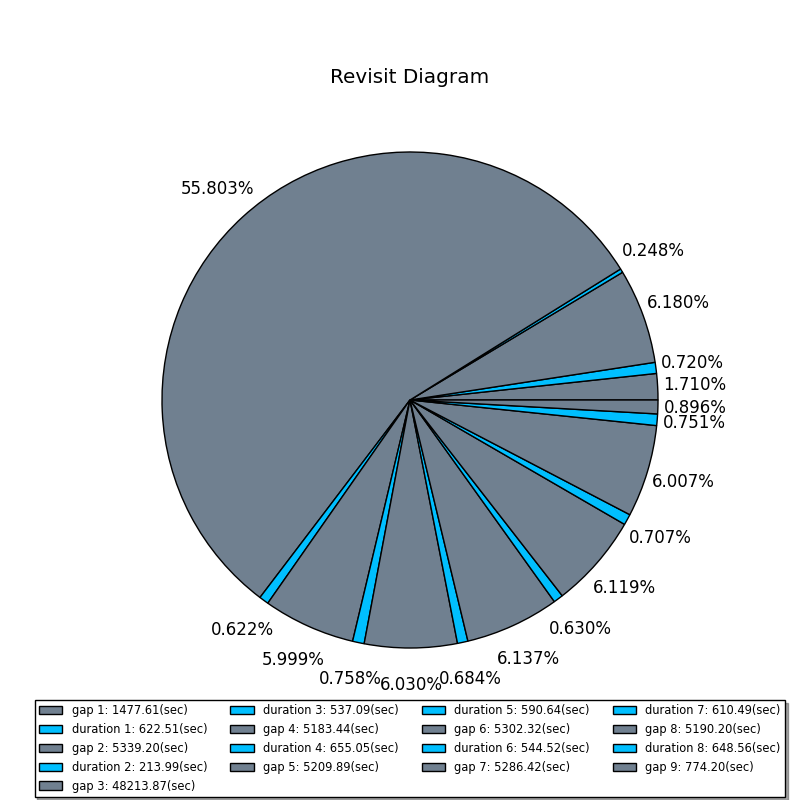 Revisit Diagram
55.803%
0.248%
6.180%
0.720%
1.710%
0.896%
0.751%
6.007%
0.707%
6.119%
0.630%
6.137%
0.684%
6.030%
0.758%
5.999%
0.622%
gap 1: 1477.61(sec)
duration 1: 622.51(sec)
gap 2: 5339.20(sec)
duration 2: 213.99(sec)
gap 3: 48213.87(sec)
duration 3: 537.09(sec)
gap 4: 5183.44(sec)
duration 4: 655.05(sec)
gap 5: 5209.89(sec)
duration 5: 590.64(sec)
gap 6: 5302.32(sec)
duration 6: 544.52(sec)
gap 7: 5286.42(sec)
duration 7: 610.49(sec)
gap 8: 5190.20(sec)
duration 8: 648.56(sec)
gap 9: 774.20(sec)